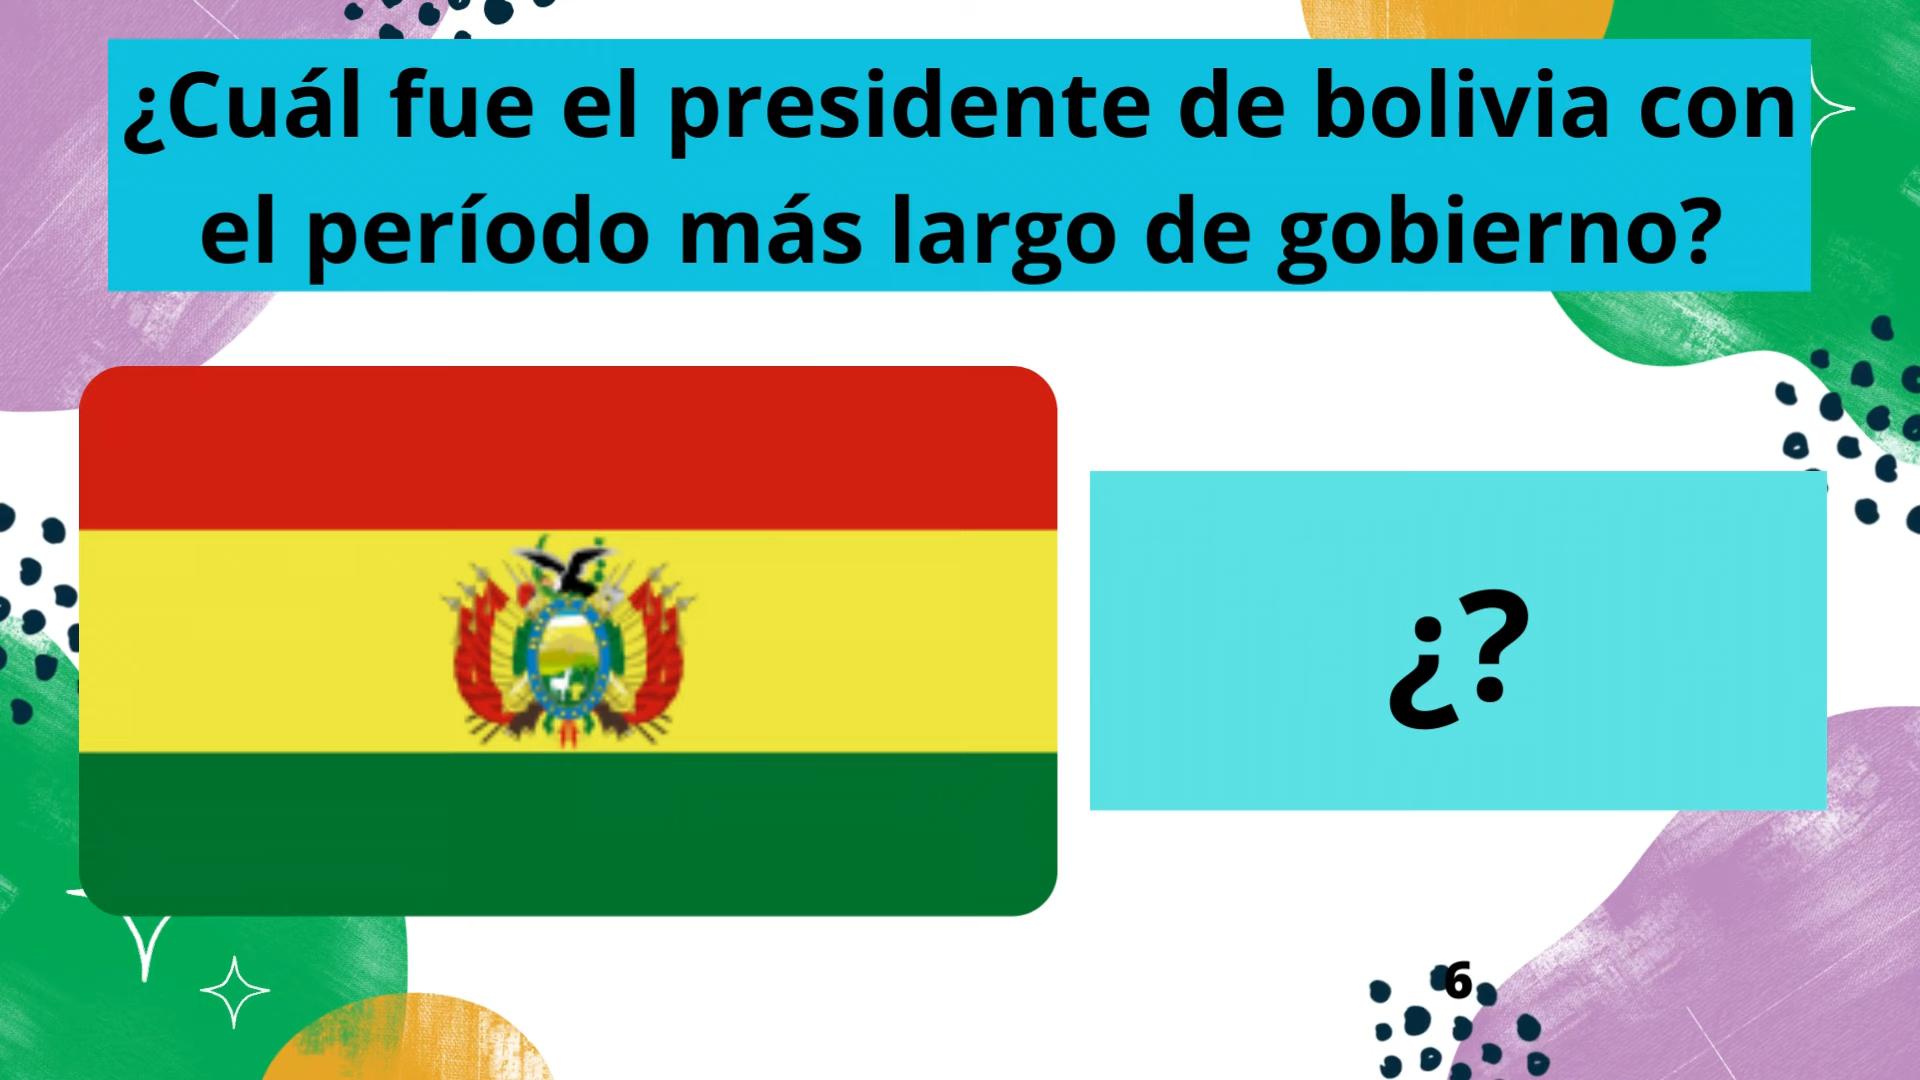 ¿Cuál fue el presidente de bolivia con
el período más largo de gobierno?
¿?
6